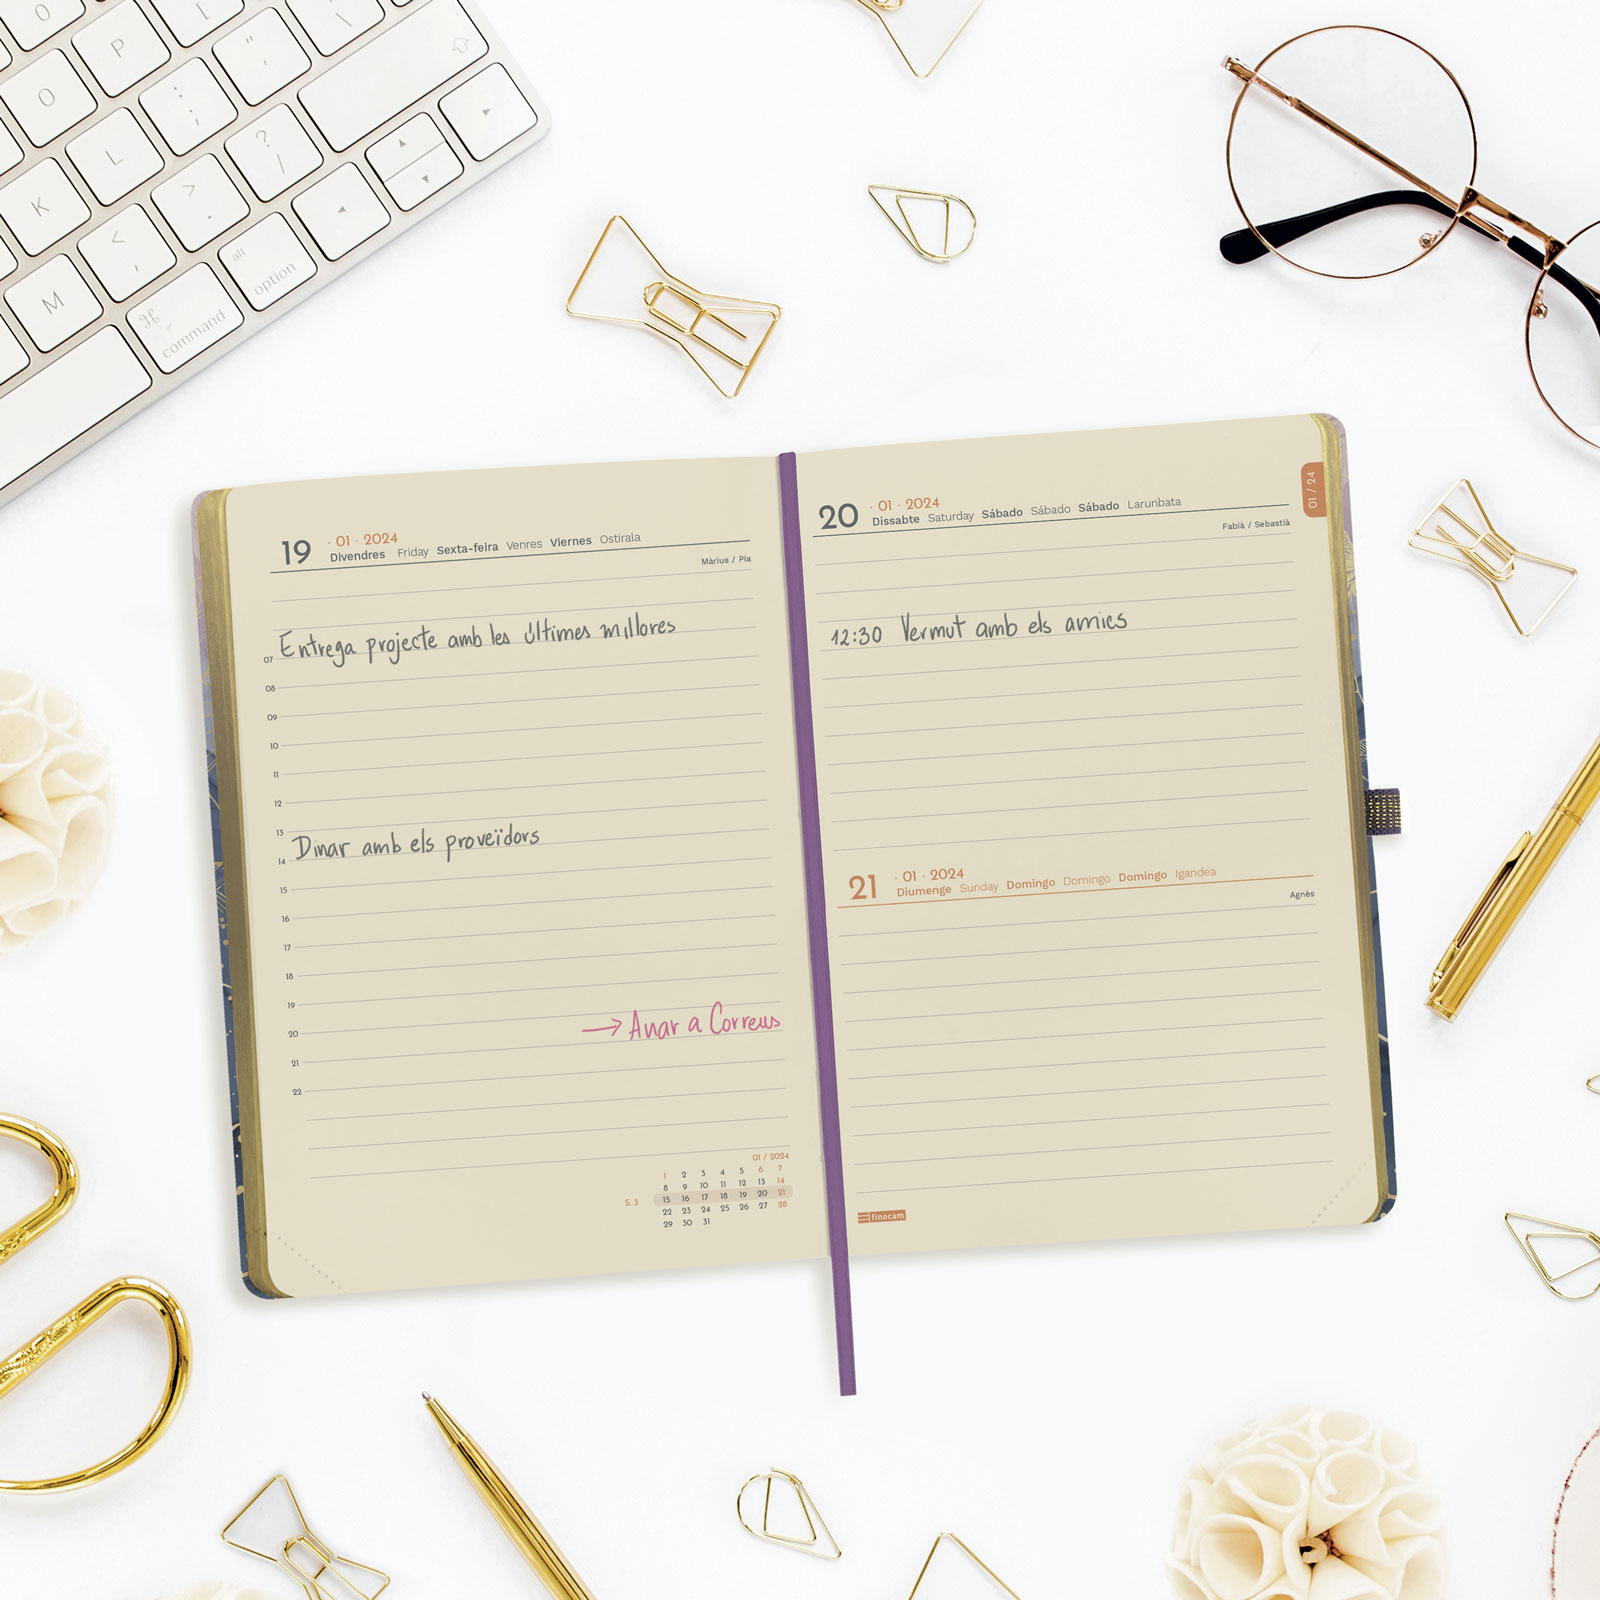 P
O
L
K
M
:
;
"
'
?
/
>
.
<
,
alt
option
⌘
command
19 · 01 · 2024
Divendres Friday Sexta-feira Venres Viernes Ostirala
Màrius / Pia
Entrega projecte amb les últimes millores
07
08
09
10
11
12
13
Dinar amb els proveïdors
14
15
16
17
18
19
→ Anar a Correus
20
21
22
01 / 2024
1 2 3 4 5 6 7
8 9 10 11 12 13 14
S. 3 15 16 17 18 19 20 21
22 23 24 25 26 27 28
29 30 31
01 / 24
20 · 01 · 2024
Dissabte Saturday Sábado Sábado Sábado Larunbata
Fabià / Sebastià
12:30 Vermut amb els amics
21 · 01 · 2024
Diumenge Sunday Domingo Domingo Domingo Igandea
Agnès
finocam